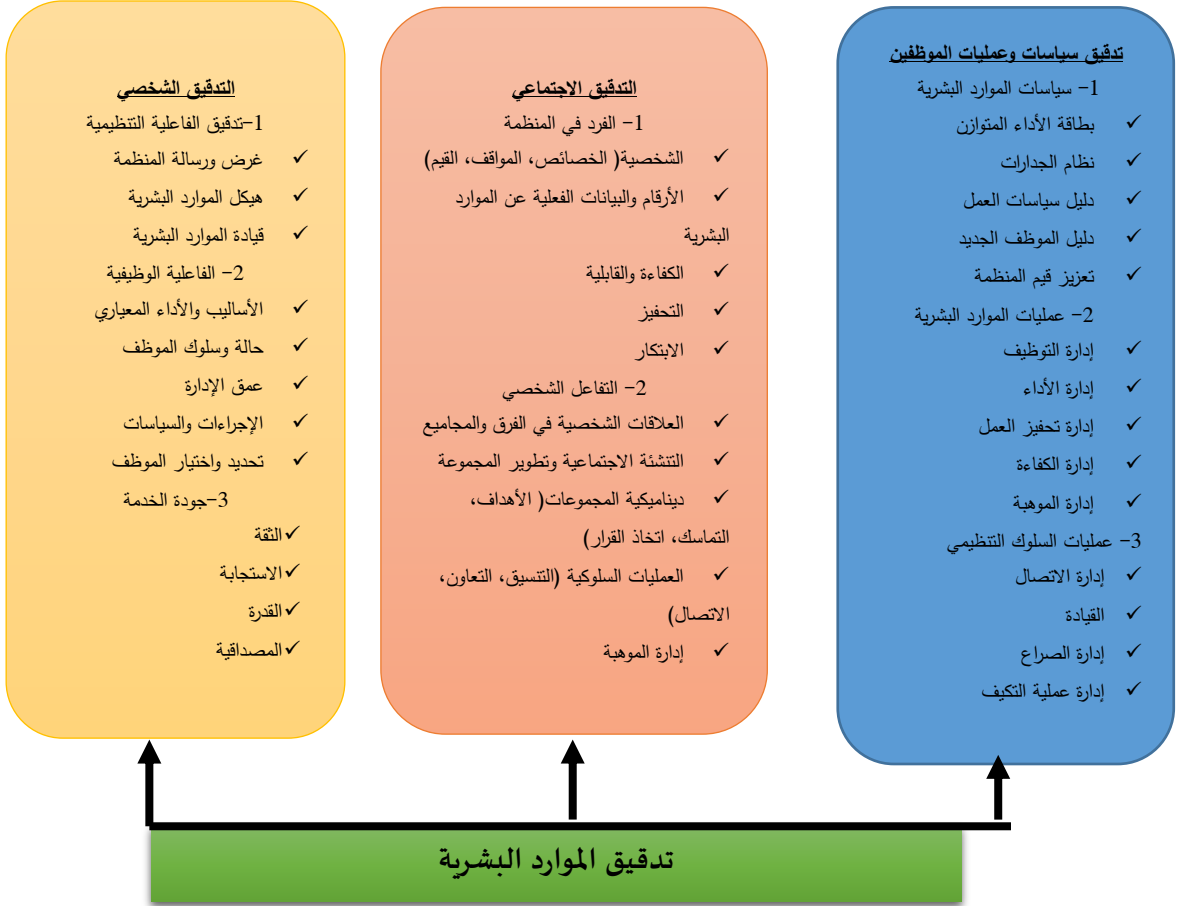 تدقيق سياسات وعمليات الموظفين
1- سياسات الموارد البشرية
✓ بطاقة الأداء المتوازن
✓ نظام الجدارات
✓ دليل سياسات العمل
✓ دليل الموظف الجديد
✓ تعزيز قيم المنظمة
2- عمليات الموارد البشرية
✓ إدارة التوظيف
✓ إدارة الأداء
✓ إدارة تحفيز العمل
✓ إدارة الكفاءة
✓ إدارة الموهبة
3- عمليات السلوك التنظيمي
✓ إدارة الاتصال
✓ القيادة
✓ إدارة الصراع
✓ إدارة عملية التكيف
التدقيق الاجتماعي
1- الفرد في المنظمة
✓ الشخصية( الخصائص، المواقف، القيم)
✓ الأرقام والبيانات الفعلية عن الموارد
البشرية
✓ الكفاءة والقابلية
✓ التحفيز
✓ الابتكار
2- التفاعل الشخصي
✓ العلاقات الشخصية في الفرق والمجاميع
✓ التنشئة الاجتماعية وتطوير المجموعة
✓ ديناميكية المجموعات( الأهداف،
التماسك، اتخاذ القرار)
✓ العمليات السلوكية (التنسيق، التعاون،
الاتصال)
✓ إدارة الموهبة
التدقيق الشخصي
1-تدقيق الفاعلية التنظيمية
✓ غرض ورسالة المنظمة
✓ هيكل الموارد البشرية
✓ قيادة الموارد البشرية
2- الفاعلية الوظيفية
✓ الأساليب والأداء المعياري
✓ حالة وسلوك الموظف
✓ عمق الإدارة
✓ الإجراءات والسياسات
✓ تحديد واختيار الموظف
3-جودة الخدمة
✓الثقة
✓الاستجابة
✓القدرة
✓المصداقية
تدقيق الموارد البشرية